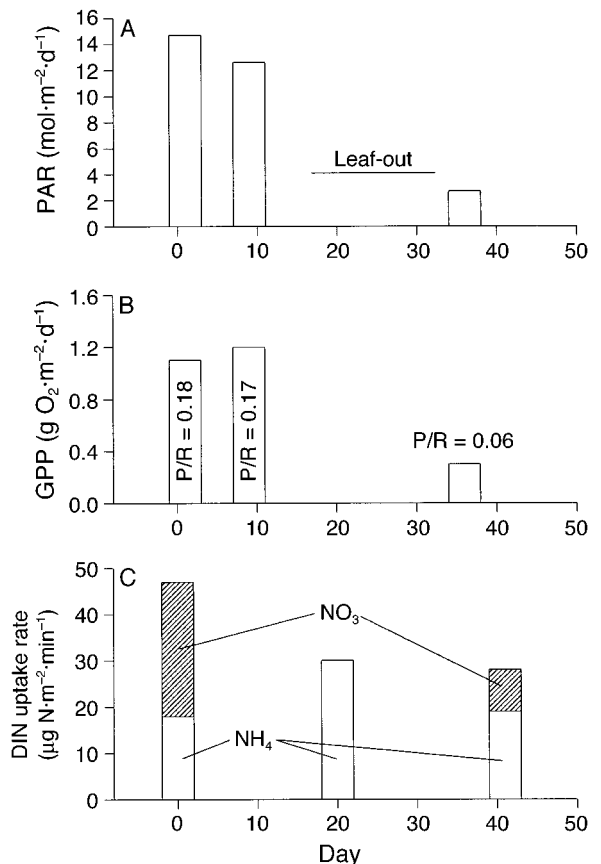 A
PAR (mol·m⁻²·d⁻¹)
16
14
12
10
8
6
4
2
0
Leaf-out
0 10 20 30 40 50
B
GPP (g O₂·m⁻²·d⁻¹)
1.6
1.2
0.8
0.4
0.0
P/R = 0.18
P/R = 0.17
P/R = 0.06
0 10 20 30 40 50
C
DIN uptake rate
(µg N·m⁻²·min⁻¹)
50
40
30
20
10
0
NO₃
NH₄
0 10 20 30 40 50
Day